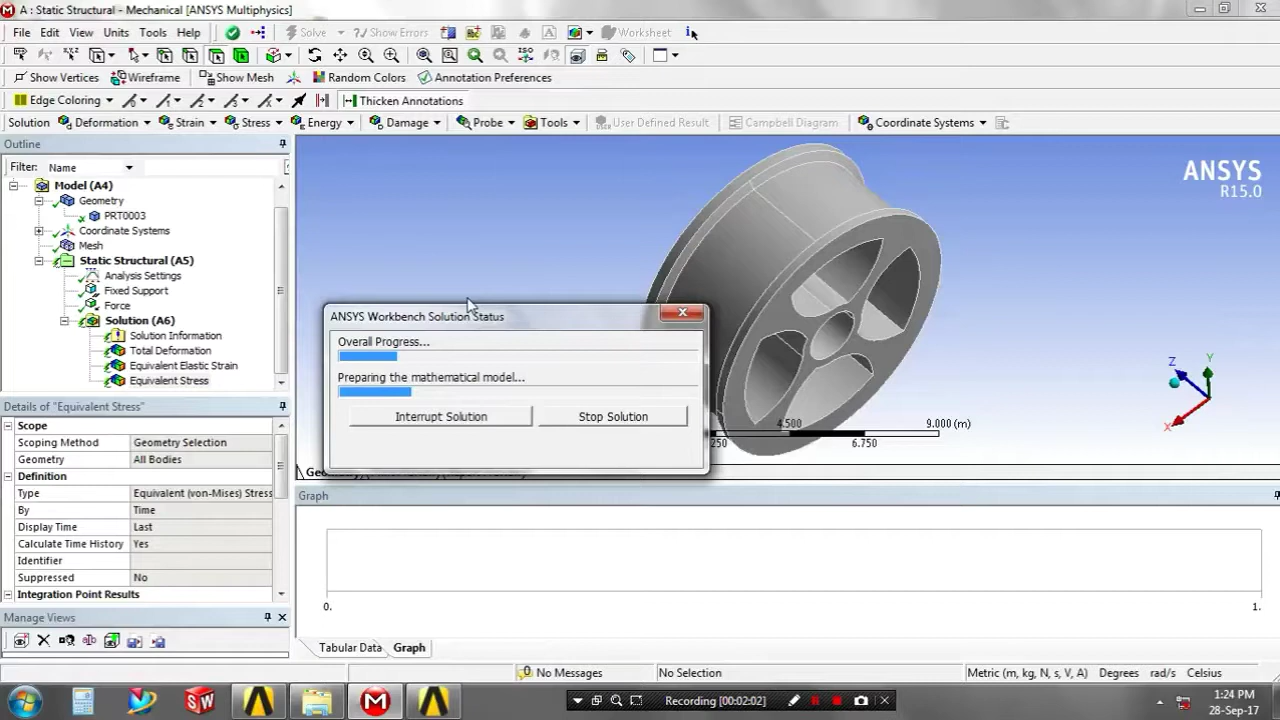 A : Static Structural - Mechanical [ANSYS Multiphysics]
File Edit View Units Tools Help Solve Show Errors Worksheet
Show Vertices Wireframe Show Mesh Random Colors Annotation Preferences
Edge Coloring Thicken Annotations
Solution Deformation Strain Stress Energy Damage Probe Tools User Defined Result Campbell Diagram Coordinate Systems
Outline
Filter: Name
Model (A4)
Geometry
PRT0003
Coordinate Systems
Mesh
Static Structural (A5)
Analysis Settings
Fixed Support
Force
Solution (A6)
Solution Information
Total Deformation
Equivalent Elastic Strain
Equivalent Stress
Details of "Equivalent Stress"
Scope
Scoping Method Geometry Selection
Geometry All Bodies
Definition
Type Equivalent (von-Mises) Stress
By Time
Display Time Last
Calculate Time History Yes
Identifier
Suppressed No
Integration Point Results
Manage Views
ANSYS
R15.0
ANSYS Workbench Solution Status
Overall Progress...
Preparing the mathematical model...
Interrupt Solution Stop Solution
4.500 9.000 (m)
250 6.750
Z Y
X
Graph
0. 1.
Tabular Data Graph
0 No Messages No Selection Metric (m, kg, N, s, V, A) Degrees rad/s Celsius
SW M
Recording [00:02:02]
1:24 PM
28-Sep-17